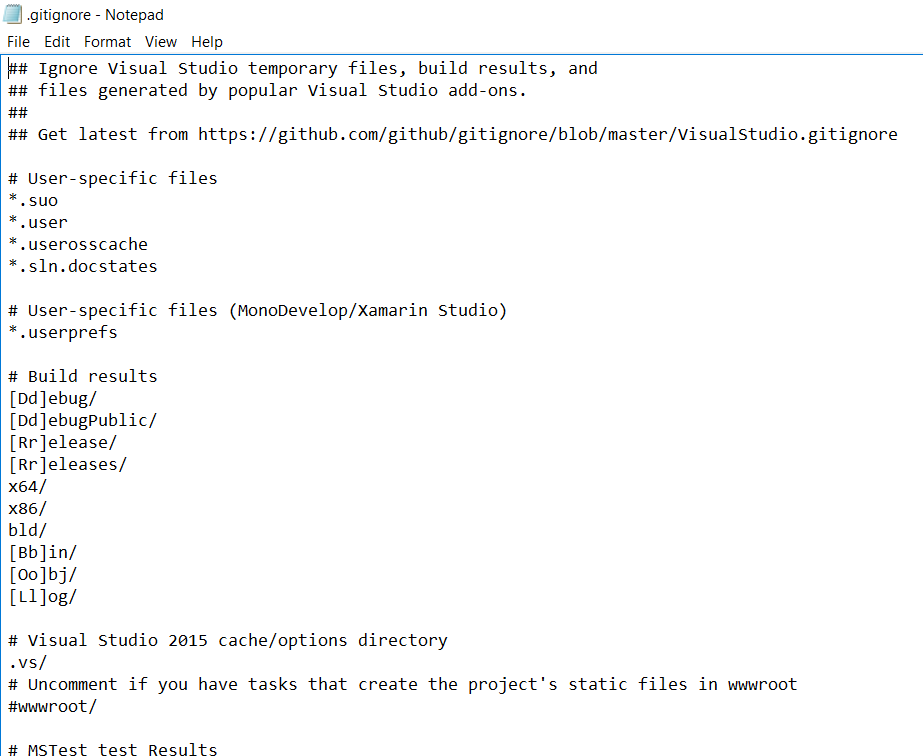 .gitignore - Notepad
File Edit Format View Help
## Ignore Visual Studio temporary files, build results, and
## files generated by popular Visual Studio add-ons.
##
## Get latest from https://github.com/github/gitignore/blob/master/VisualStudio.gitignore
# User-specific files
*.suo
*.user
*.userosscache
*.sln.docstates
# User-specific files (MonoDevelop/Xamarin Studio)
*.userprefs
# Build results
[Dd]ebug/
[Dd]ebugPublic/
[Rr]elease/
[Rr]eleases/
x64/
x86/
bld/
[Bb]in/
[Oo]bj/
[Ll]og/
# Visual Studio 2015 cache/options directory
.vs/
# Uncomment if you have tasks that create the project's static files in wwwroot
#wwwroot/
# MSTest test Results